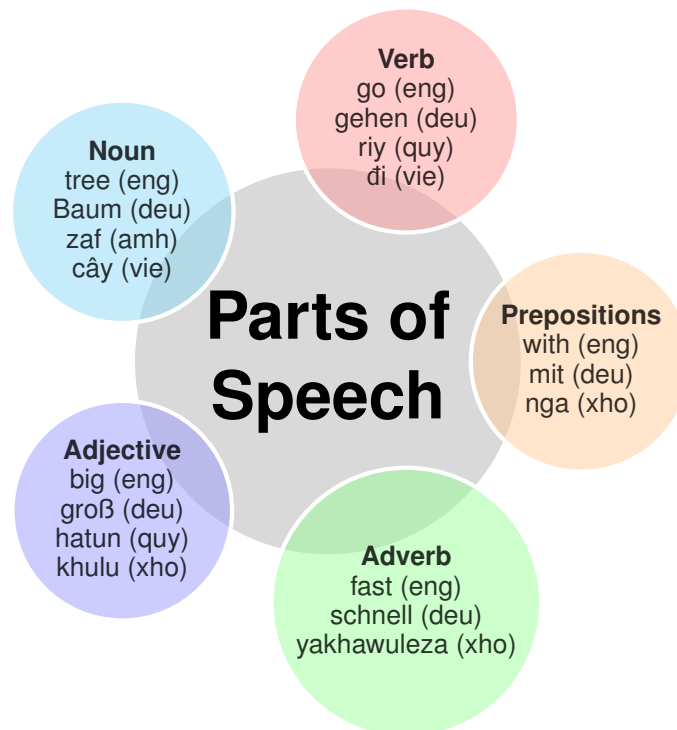 Parts of
Speech
Verb
go (eng)
gehen (deu)
riy (quy)
đi (vie)
Prepositions
with (eng)
mit (deu)
nga (xho)
Adverb
fast (eng)
schnell (deu)
yakhawuleza (xho)
Adjective
big (eng)
groß (deu)
hatun (quy)
khulu (xho)
Noun
tree (eng)
Baum (deu)
zaf (amh)
cây (vie)